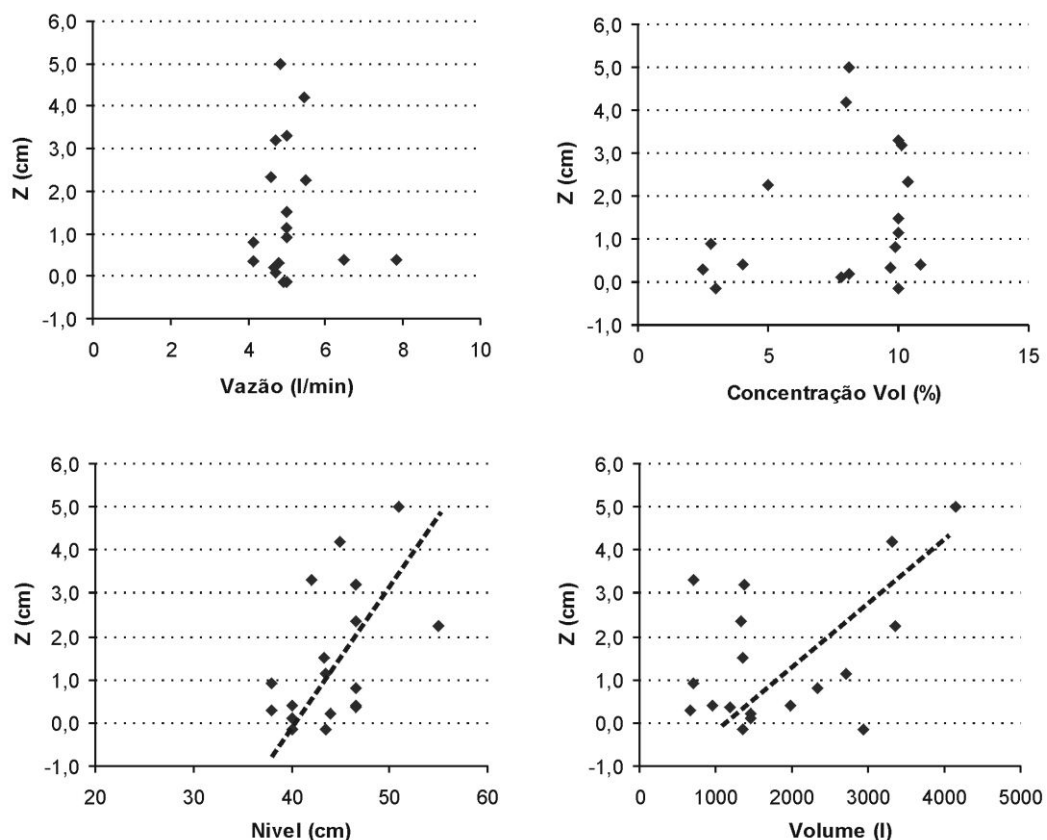 6,0
5,0
4,0
3,0
2,0
1,0
0,0
-1,0
Z (cm)
0 2 4 6 8 10
Vazão (l/min)
6,0
5,0
4,0
3,0
2,0
1,0
0,0
-1,0
Z (cm)
0 5 10 15
Concentração Vol (%)
6,0
5,0
4,0
3,0
2,0
1,0
0,0
-1,0
Z (cm)
20 30 40 50 60
Nivel (cm)
6,0
5,0
4,0
3,0
2,0
1,0
0,0
-1,0
Z (cm)
0 1000 2000 3000 4000 5000
Volume (l)